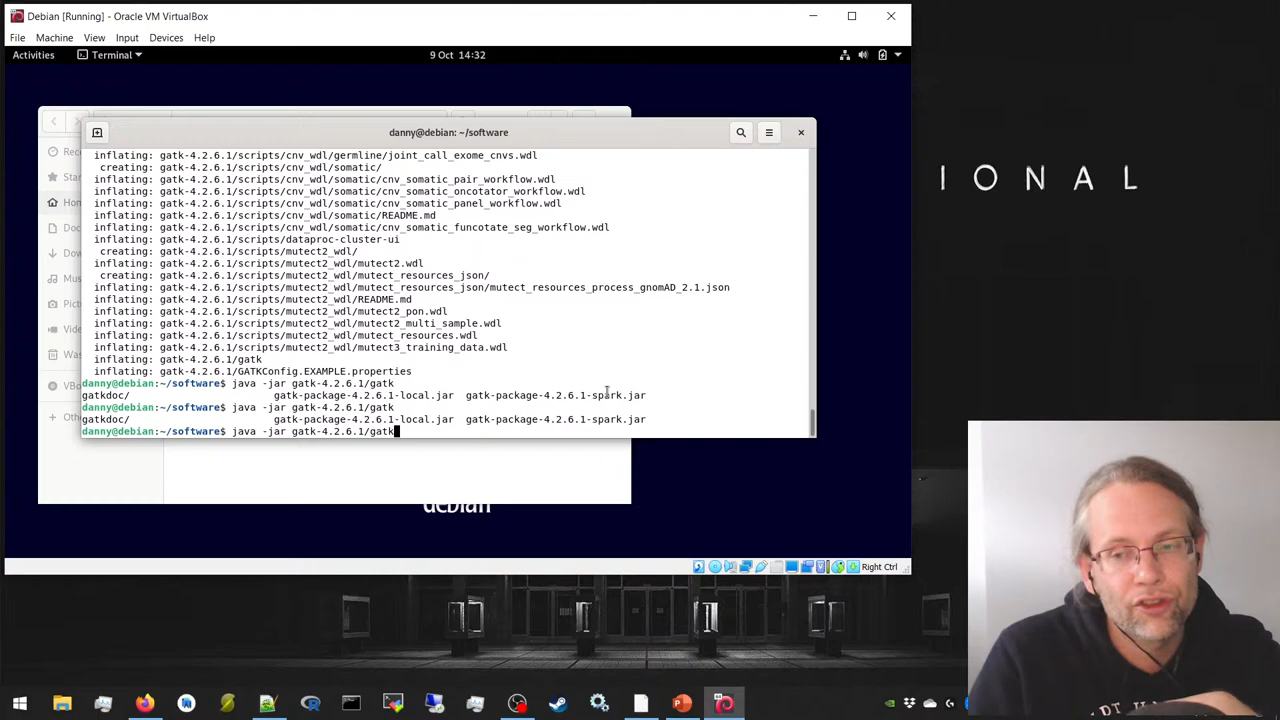 Debian [Running] - Oracle VM VirtualBox
File Machine View Input Devices Help
Activities Terminal 9 Oct 14:32
danny@debian: ~/software
Rece
Star
Hom
Doc
Dow
Mus
Pict
Vide
Was
VBo
Othe
inflating: gatk-4.2.6.1/scripts/cnv_wdl/germline/joint_call_exome_cnvs.wdl
creating: gatk-4.2.6.1/scripts/cnv_wdl/somatic/
inflating: gatk-4.2.6.1/scripts/cnv_wdl/somatic/cnv_somatic_pair_workflow.wdl
inflating: gatk-4.2.6.1/scripts/cnv_wdl/somatic/cnv_somatic_oncotator_workflow.wdl
inflating: gatk-4.2.6.1/scripts/cnv_wdl/somatic/cnv_somatic_panel_workflow.wdl
inflating: gatk-4.2.6.1/scripts/cnv_wdl/somatic/README.md
inflating: gatk-4.2.6.1/scripts/cnv_wdl/somatic/cnv_somatic_funcotate_seg_workflow.wdl
inflating: gatk-4.2.6.1/scripts/dataproc-cluster-ui
creating: gatk-4.2.6.1/scripts/mutect2_wdl/
inflating: gatk-4.2.6.1/scripts/mutect2_wdl/mutect2.wdl
creating: gatk-4.2.6.1/scripts/mutect2_wdl/mutect_resources_json/
inflating: gatk-4.2.6.1/scripts/mutect2_wdl/mutect_resources_json/mutect_resources_process_gnomAD_2.1.json
inflating: gatk-4.2.6.1/scripts/mutect2_wdl/README.md
inflating: gatk-4.2.6.1/scripts/mutect2_wdl/mutect2_pon.wdl
inflating: gatk-4.2.6.1/scripts/mutect2_wdl/mutect2_multi_sample.wdl
inflating: gatk-4.2.6.1/scripts/mutect2_wdl/mutect_resources.wdl
inflating: gatk-4.2.6.1/scripts/mutect2_wdl/mutect3_training_data.wdl
inflating: gatk-4.2.6.1/gatk
inflating: gatk-4.2.6.1/GATKConfig.EXAMPLE.properties
danny@debian:~/software$ java -jar gatk-4.2.6.1/gatk
gatkdoc/ gatk-package-4.2.6.1-local.jar gatk-package-4.2.6.1-spark.jar
danny@debian:~/software$ java -jar gatk-4.2.6.1/gatk
gatkdoc/ gatk-package-4.2.6.1-local.jar gatk-package-4.2.6.1-spark.jar
danny@debian:~/software$ java -jar gatk-4.2.6.1/gatk
debian
Right Ctrl
IONAL